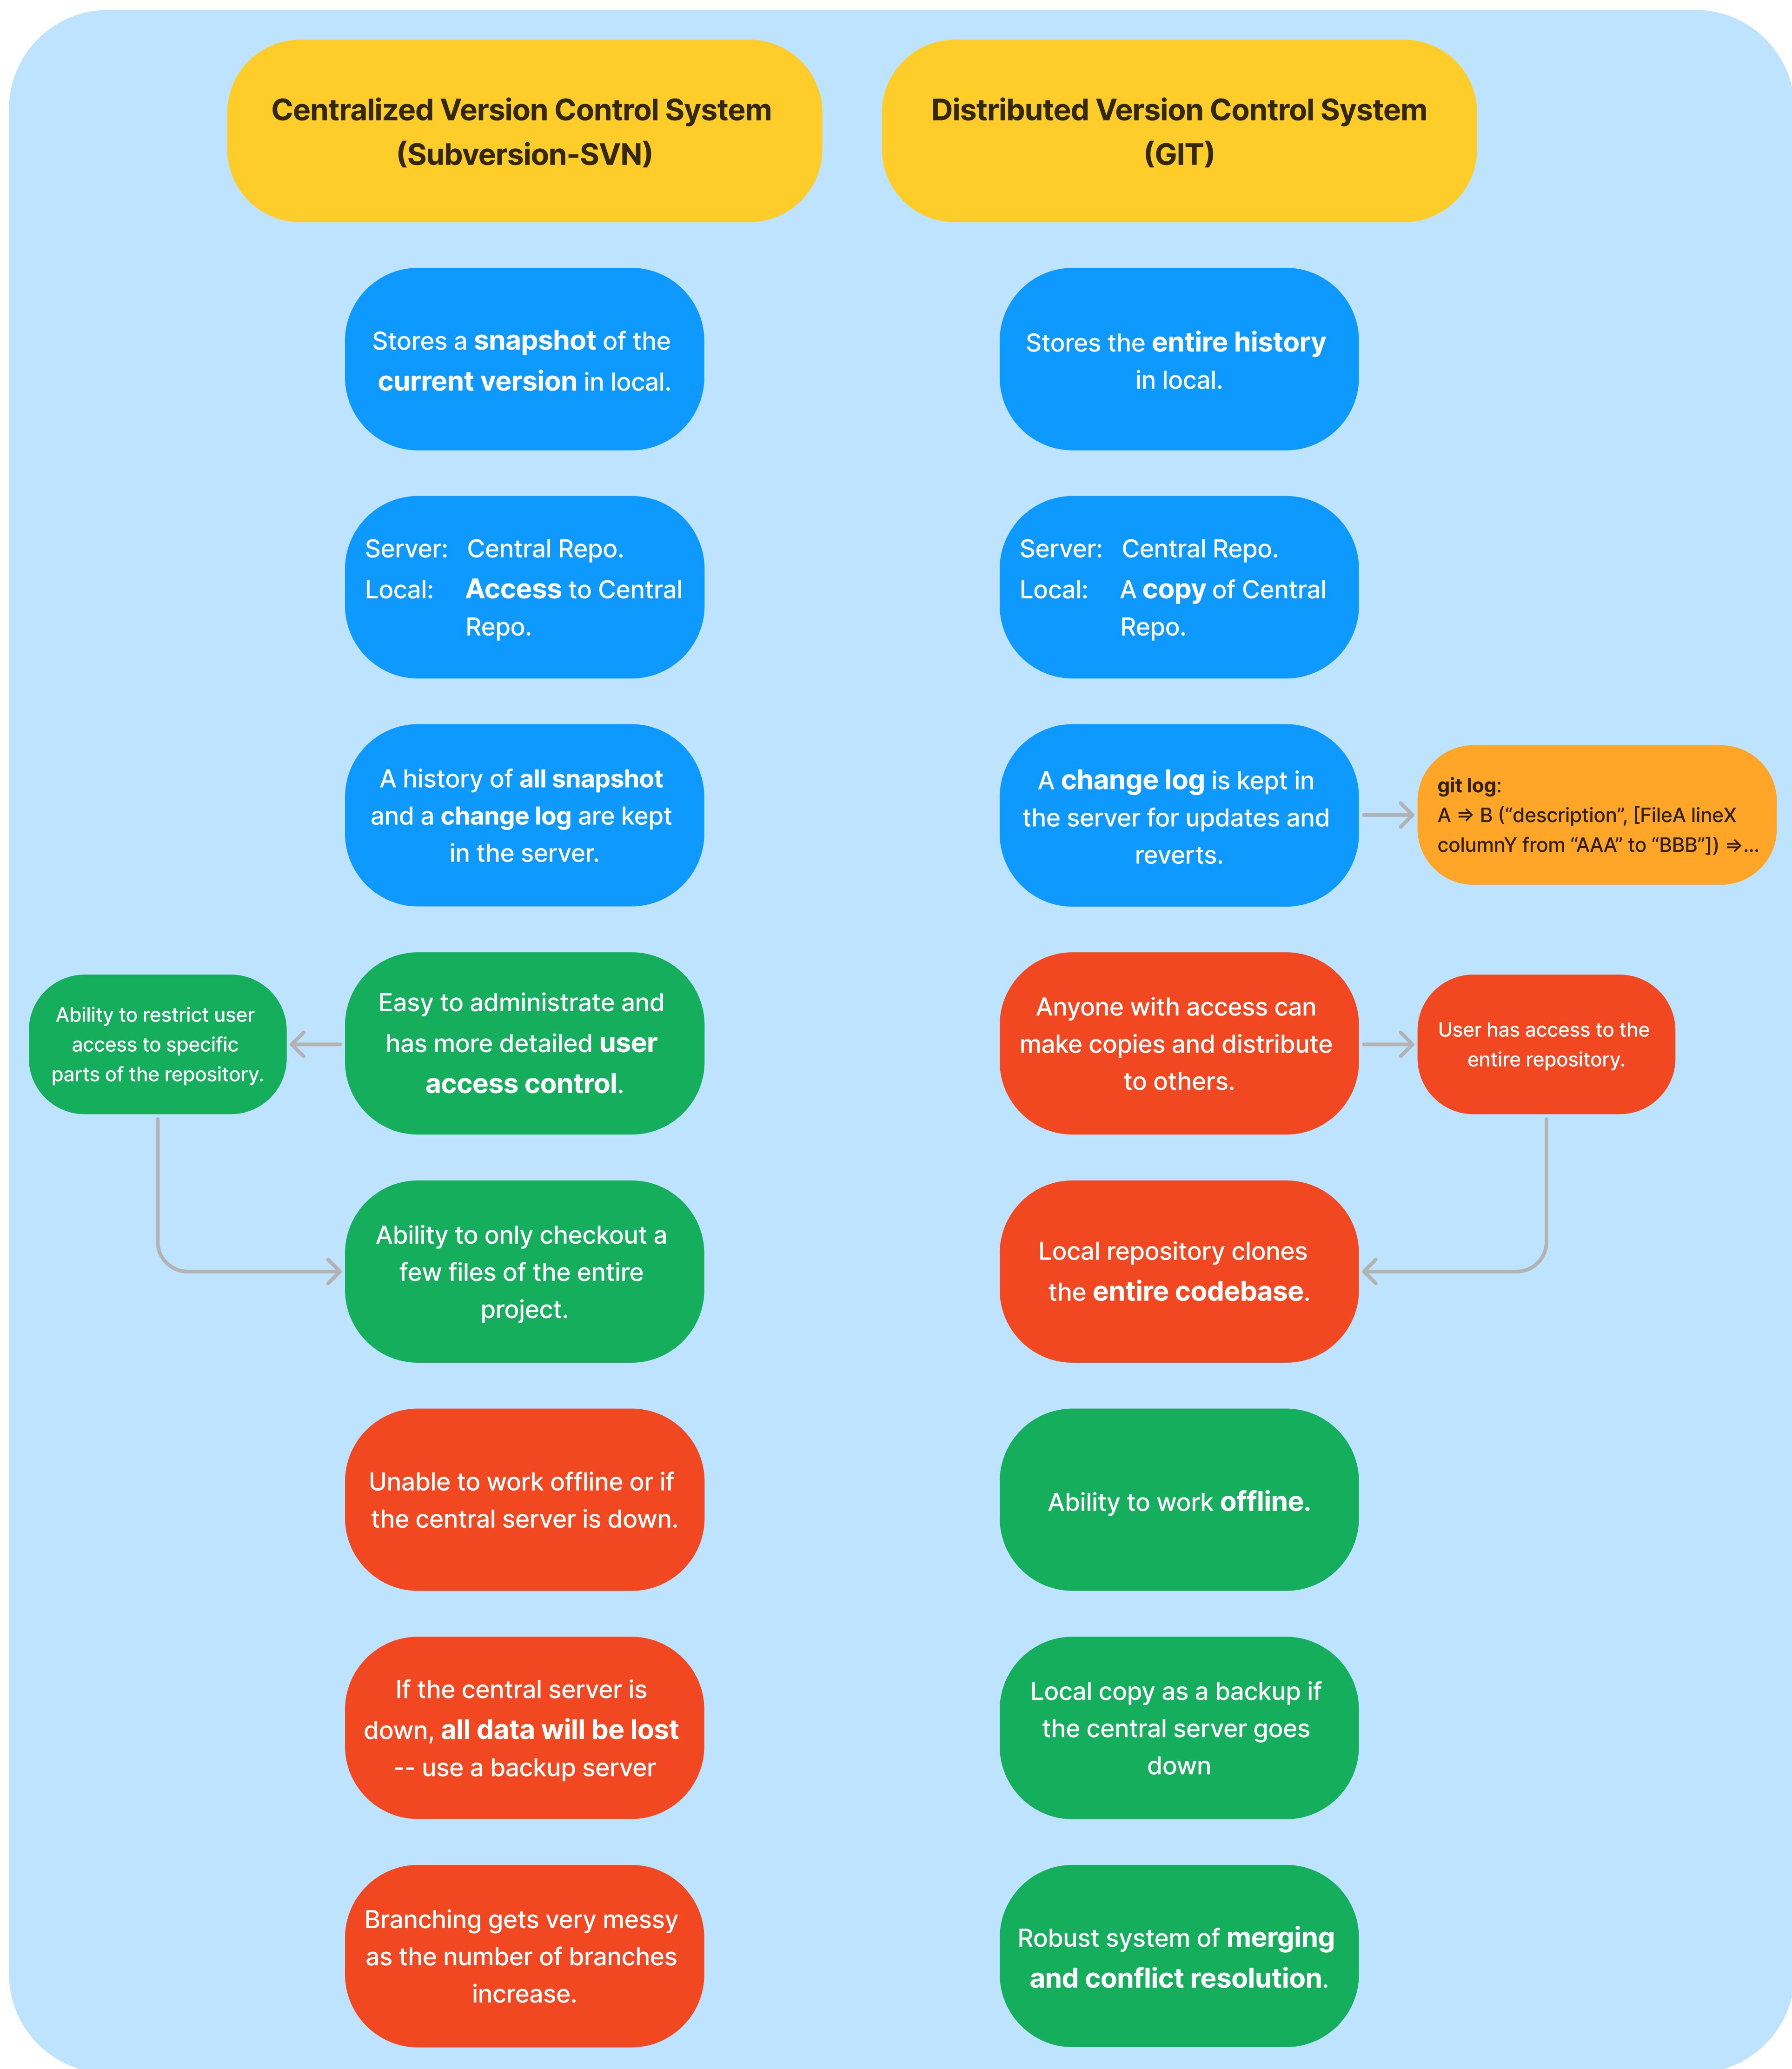 Centralized Version Control System
(Subversion-SVN)
Distributed Version Control System
(GIT)
Stores a snapshot of the
current version in local.
Stores the entire history
in local.
Server: Central Repo.
Local: Access to Central
Repo.
Server: Central Repo.
Local: A copy of Central
Repo.
A history of all snapshot
and a change log are kept
in the server.
A change log is kept in
the server for updates and
reverts.
git log:
A ⇒ B (“description”, [FileA lineX
columnY from “AAA” to “BBB”]) ⇒...
Ability to restrict user
access to specific
parts of the repository.
Easy to administrate and
has more detailed user
access control.
Anyone with access can
make copies and distribute
to others.
User has access to the
entire repository.
Ability to only checkout a
few files of the entire
project.
Local repository clones
the entire codebase.
Unable to work offline or if
the central server is down.
Ability to work offline.
If the central server is
down, all data will be lost
-- use a backup server
Local copy as a backup if
the central server goes
down
Branching gets very messy
as the number of branches
increase.
Robust system of merging
and conflict resolution.